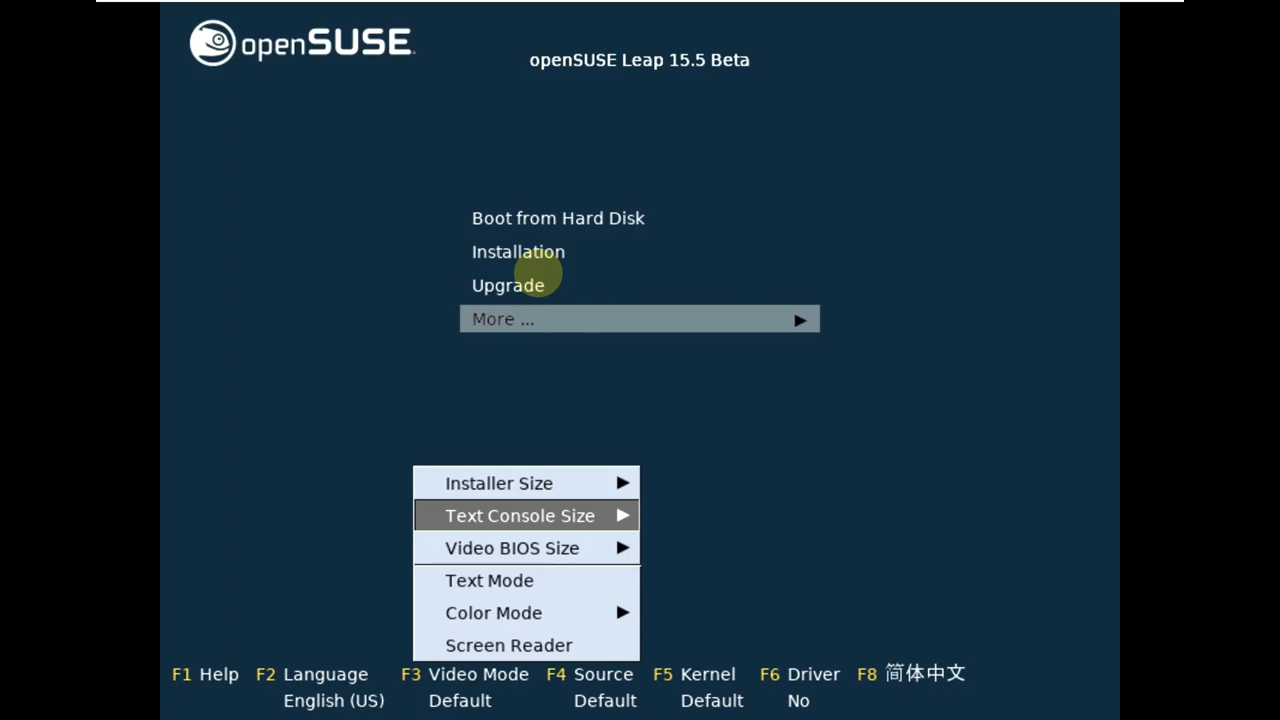 openSUSE
openSUSE Leap 15.5 Beta
Boot from Hard Disk
Installation
Upgrade
More ...
Installer Size
Text Console Size
Video BIOS Size
Text Mode
Color Mode
Screen Reader
F1 Help F2 Language F3 Video Mode F4 Source F5 Kernel F6 Driver F8 简体中文
English (US) Default Default Default No